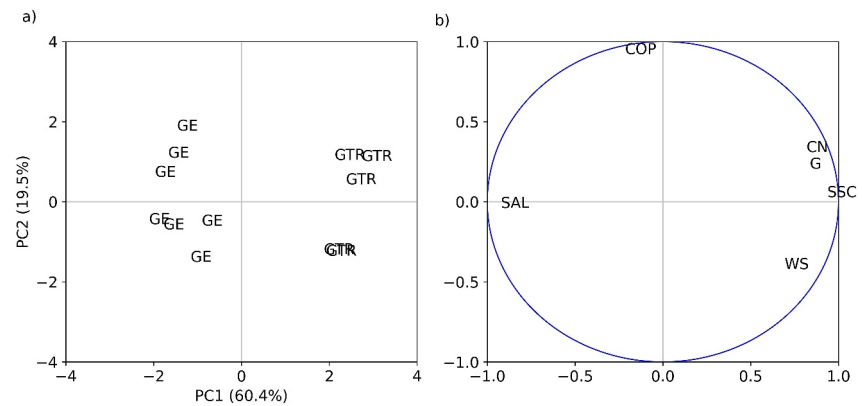 a)
4
2
0
−2
−4
−4
−2
0
2
4
PC2 (19.5%)
PC1 (60.4%)
GE
GE
GE
GE
GE
GE
GE
GTR
GTR
GTR
GTR
GTR
b)
1.0
0.5
0.0
−0.5
−1.0
−1.0
−0.5
0.0
0.5
1.0
COP
CN
G
SSC
SAL
WS